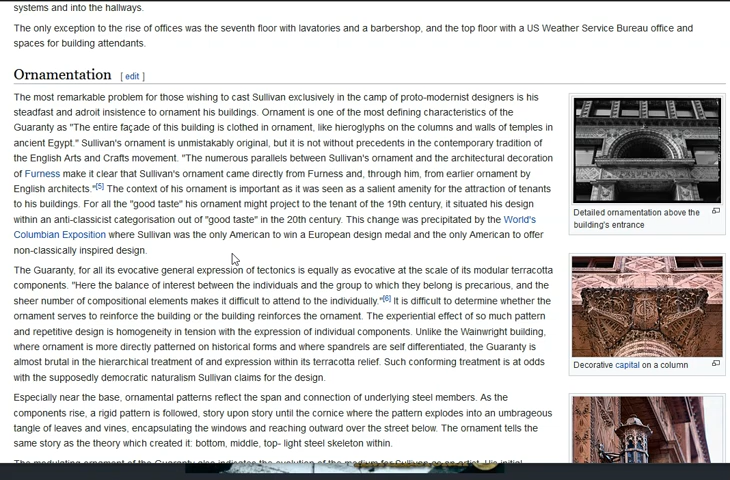 systems and into the hallways.
The only exception to the rise of offices was the seventh floor with lavatories and a barbershop, and the top floor with a US Weather Service Bureau office and
spaces for building attendants.
Ornamentation [ edit ]
The most remarkable problem for those wishing to cast Sullivan exclusively in the camp of proto-modernist designers is his
steadfast and adroit insistence to ornament his buildings. Ornament is one of the most defining characteristics of the
Guaranty as "The entire façade of this building is clothed in ornament, like hieroglyphs on the columns and walls of temples in
ancient Egypt." Sullivan's ornament is unmistakably original, but it is not without precedents in the contemporary tradition of
the English Arts and Crafts movement. "The numerous parallels between Sullivan's ornament and the architectural decoration
of Furness make it clear that Sullivan's ornament came directly from Furness and, through him, from earlier ornament by
English architects."[5] The context of his ornament is important as it was seen as a salient amenity for the attraction of tenants
to his buildings. For all the "good taste" his ornament might project to the tenant of the 19th century, it situated his design
within an anti-classicist categorisation out of "good taste" in the 20th century. This change was precipitated by the World's
Columbian Exposition where Sullivan was the only American to win a European design medal and the only American to offer
non-classically inspired design.
Detailed ornamentation above the
building's entrance
The Guaranty, for all its evocative general expression of tectonics is equally as evocative at the scale of its modular terracotta
components. "Here the balance of interest between the individuals and the group to which they belong is precarious, and the
sheer number of compositional elements makes it difficult to attend to the individually."[6] It is difficult to determine whether the
ornament serves to reinforce the building or the building reinforces the ornament. The experiential effect of so much pattern
and repetitive design is homogeneity in tension with the expression of individual components. Unlike the Wainwright building,
where ornament is more directly patterned on historical forms and where spandrels are self differentiated, the Guaranty is
almost brutal in the hierarchical treatment of and expression within its terracotta relief. Such conforming treatment is at odds
with the supposedly democratic naturalism Sullivan claims for the design.
Decorative capital on a column
Especially near the base, ornamental patterns reflect the span and connection of underlying steel members. As the
components rise, a rigid pattern is followed, story upon story until the cornice where the pattern explodes into an umbrageous
tangle of leaves and vines, encapsulating the windows and reaching outward over the street below. The ornament tells the
same story as the theory which created it: bottom, middle, top- light steel skeleton within.
The modulating ornament of the Guaranty also indicates the evolution of the medium for Sullivan as an artist. His initial